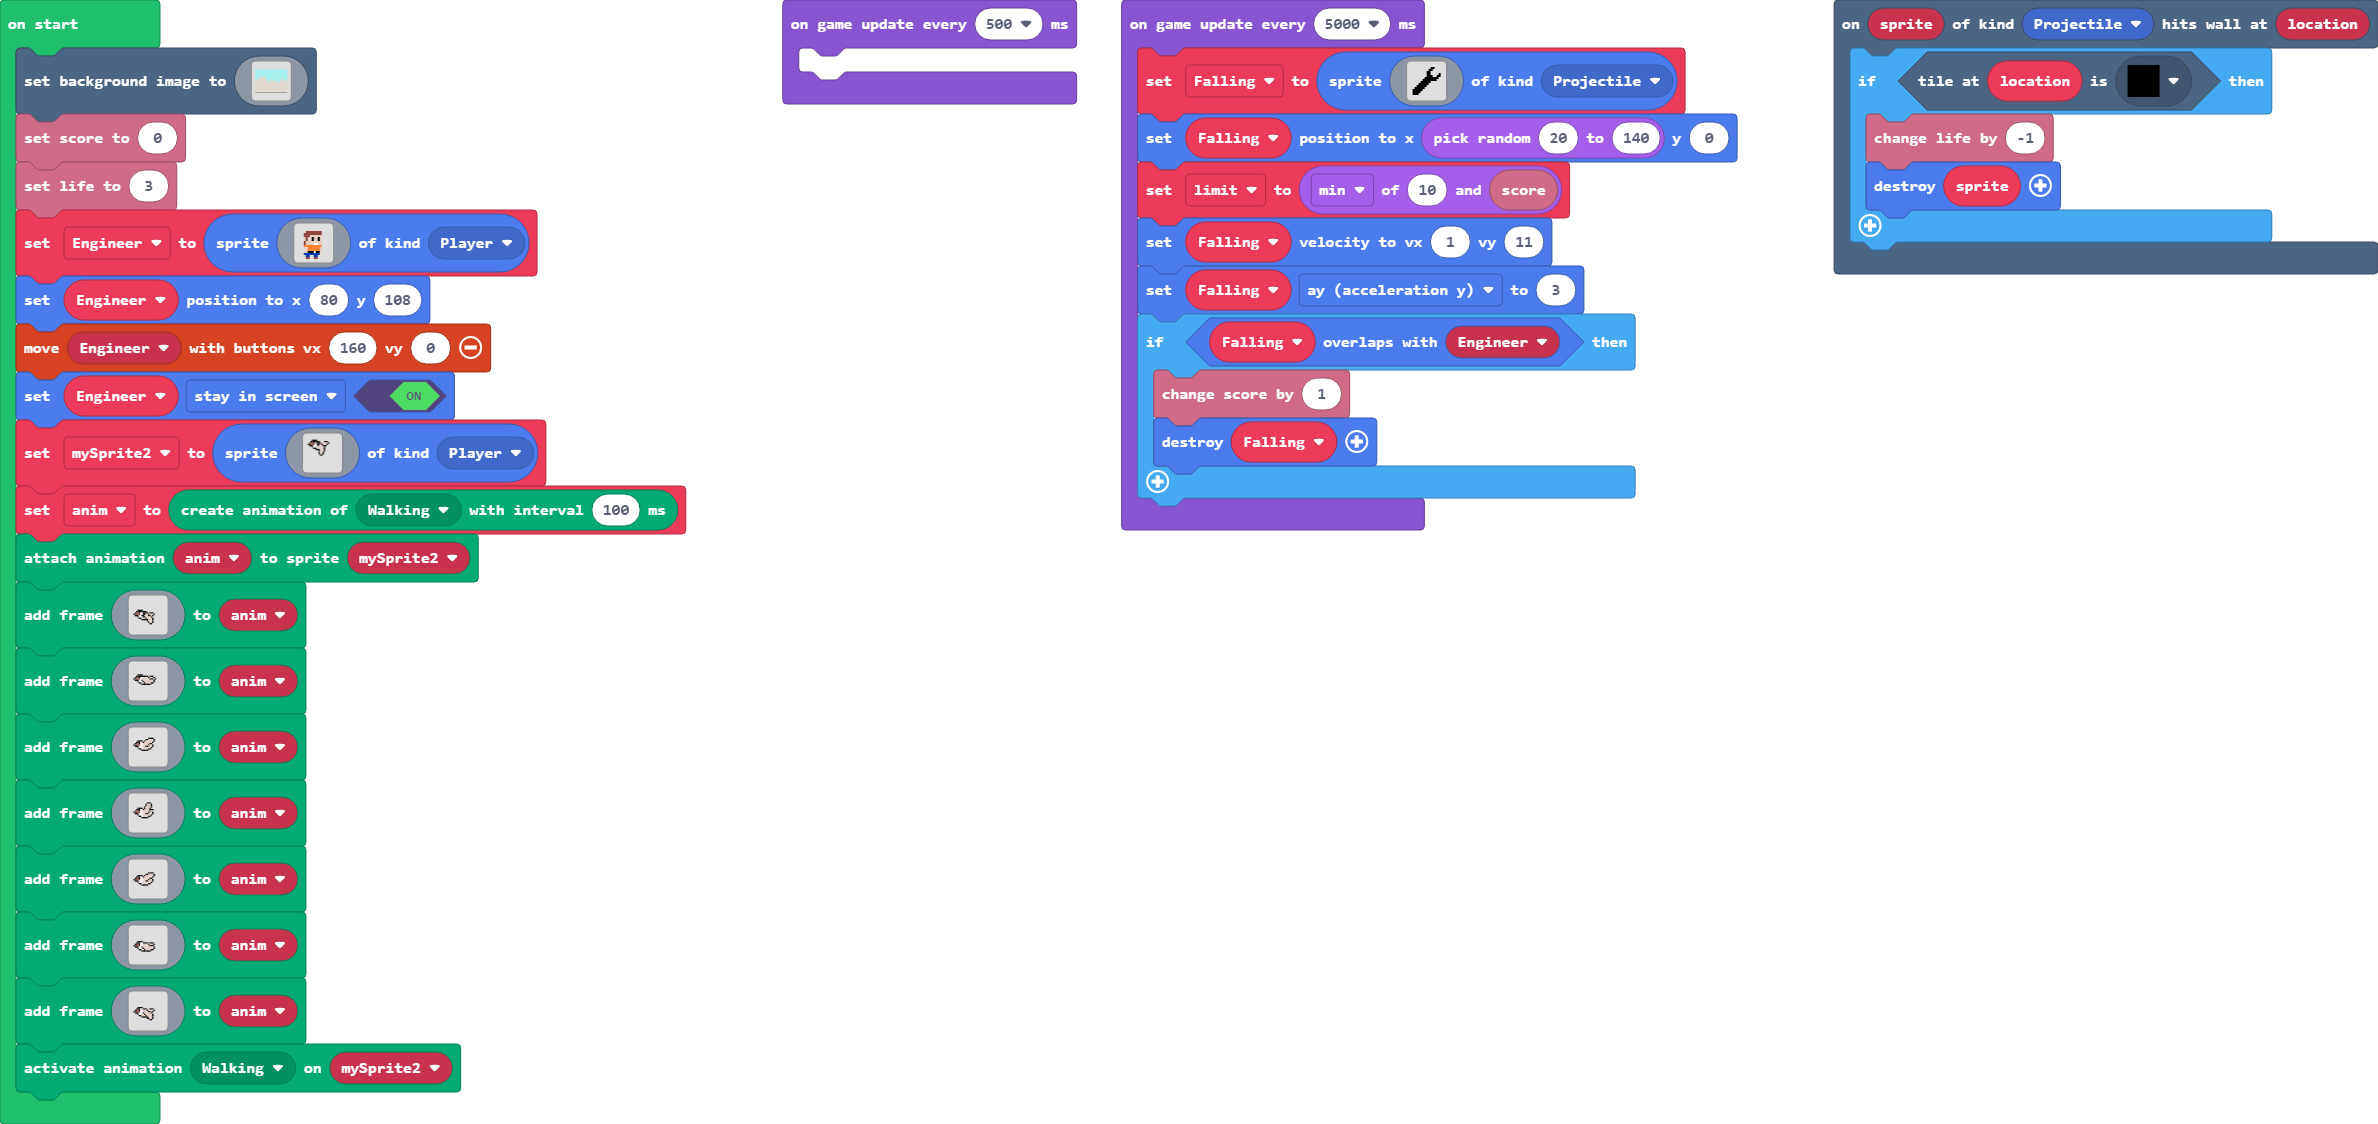 on start
set background image to
set score to 0
set life to 3
set Engineer to sprite of kind Player
set Engineer position to x 80 y 108
move Engineer with buttons vx 160 vy 0
set Engineer stay in screen ON
set mySprite2 to sprite of kind Player
set anim to create animation of Walking with interval 100 ms
attach animation anim to sprite mySprite2
add frame to anim
add frame to anim
add frame to anim
add frame to anim
add frame to anim
add frame to anim
add frame to anim
activate animation Walking on mySprite2
on game update every 500 ms
on game update every 5000 ms
set Falling to sprite of kind Projectile
set Falling position to x pick random 20 to 140 y 0
set limit to min of 10 and score
set Falling velocity to vx 1 vy 11
set Falling ay (acceleration y) to 3
if Falling overlaps with Engineer then
change score by 1
destroy Falling
on sprite of kind Projectile hits wall at location
if tile at location is then
change life by -1
destroy sprite